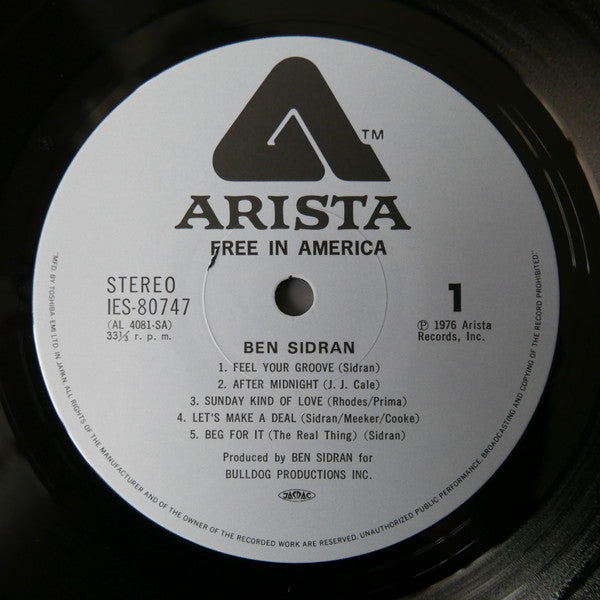 TM
ARISTA
FREE IN AMERICA
STEREO
IES-80747
(AL 4081-SA)
33⅓ r. p. m.
1
Ⓟ 1976 Arista
Records, Inc.
BEN SIDRAN
1. FEEL YOUR GROOVE (Sidran)
2. AFTER MIDNIGHT (J. J. Cale)
3. SUNDAY KIND OF LOVE (Rhodes/Prima)
4. LET'S MAKE A DEAL (Sidran/Meeker/Cooke)
5. BEG FOR IT (The Real Thing) (Sidran)
Produced by BEN SIDRAN for
BULLDOG PRODUCTIONS INC.
JASRAC
"MFD. BY TOSHIBA-EMI LTD. IN JAPAN. ALL RIGHTS OF THE MANUFACTURER AND OF THE OWNER OF THE RECORDED WORK ARE RESERVED. UNAUTHORIZED PUBLIC PERFORMANCE, BROADCASTING AND COPYING OF THE RECORD PROHIBITED."